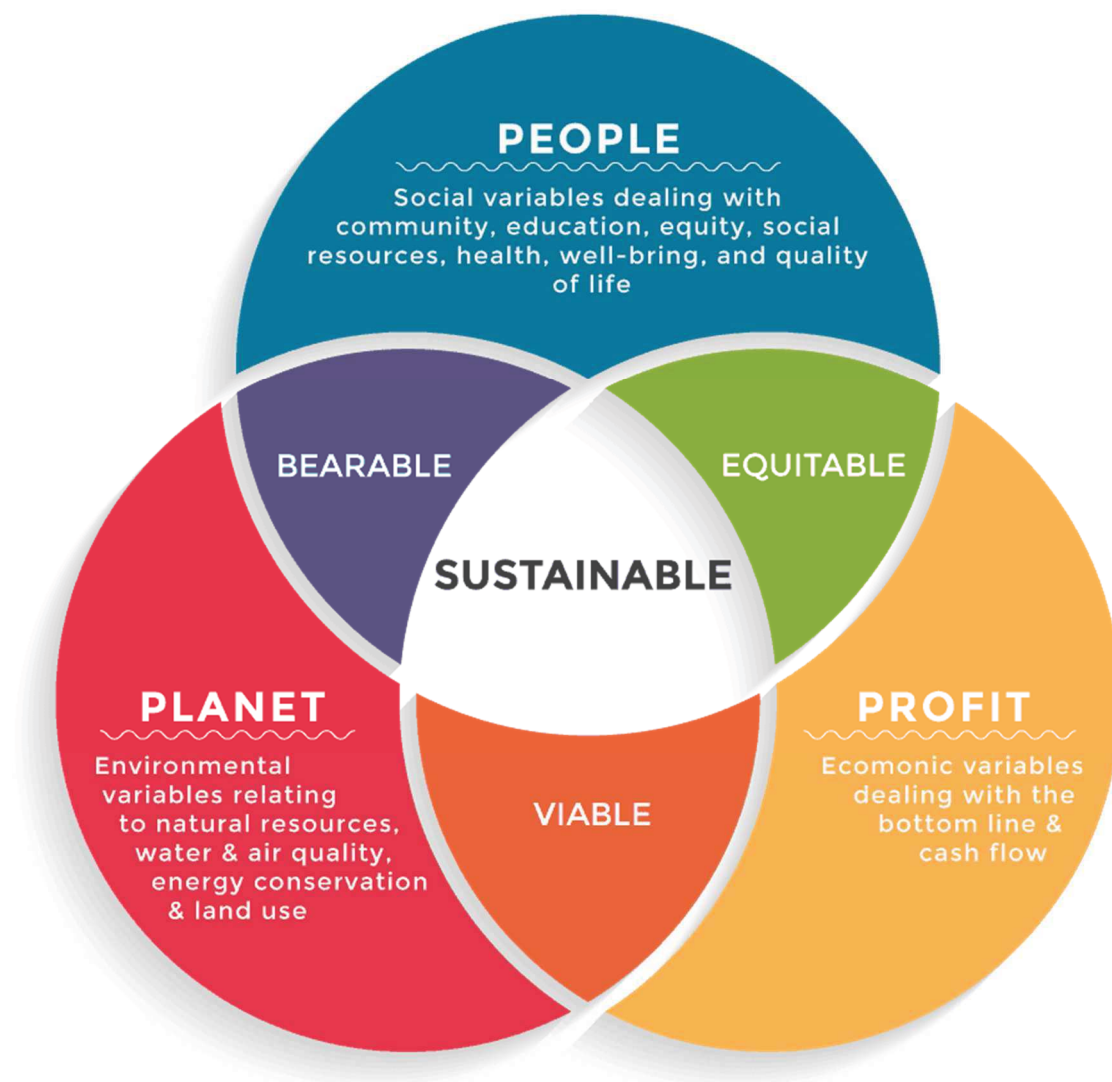 PEOPLE
Social variables dealing with
community, education, equity, social
resources, health, well-bring, and quality
of life
BEARABLE
EQUITABLE
SUSTAINABLE
PLANET
Environmental
variables relating
to natural resources,
water & air quality,
energy conservation
& land use
VIABLE
PROFIT
Ecomonic variables
dealing with the
bottom line &
cash flow